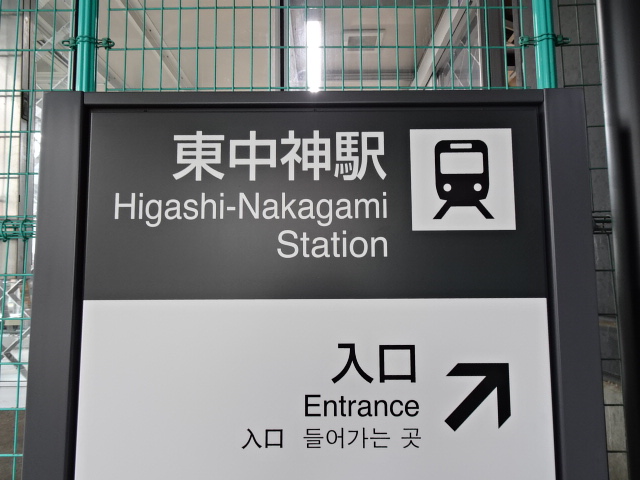 東中神駅
Higashi-Nakagami
Station
入口
Entrance
入口 들어가는 곳